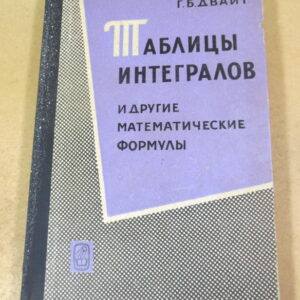 Г. Б. ДВАЙТ
ТАБЛИЦЫ
ИНТЕГРАЛОВ
И ДРУГИЕ
МАТЕМАТИЧЕСКИЕ
ФОРМУЛЫ